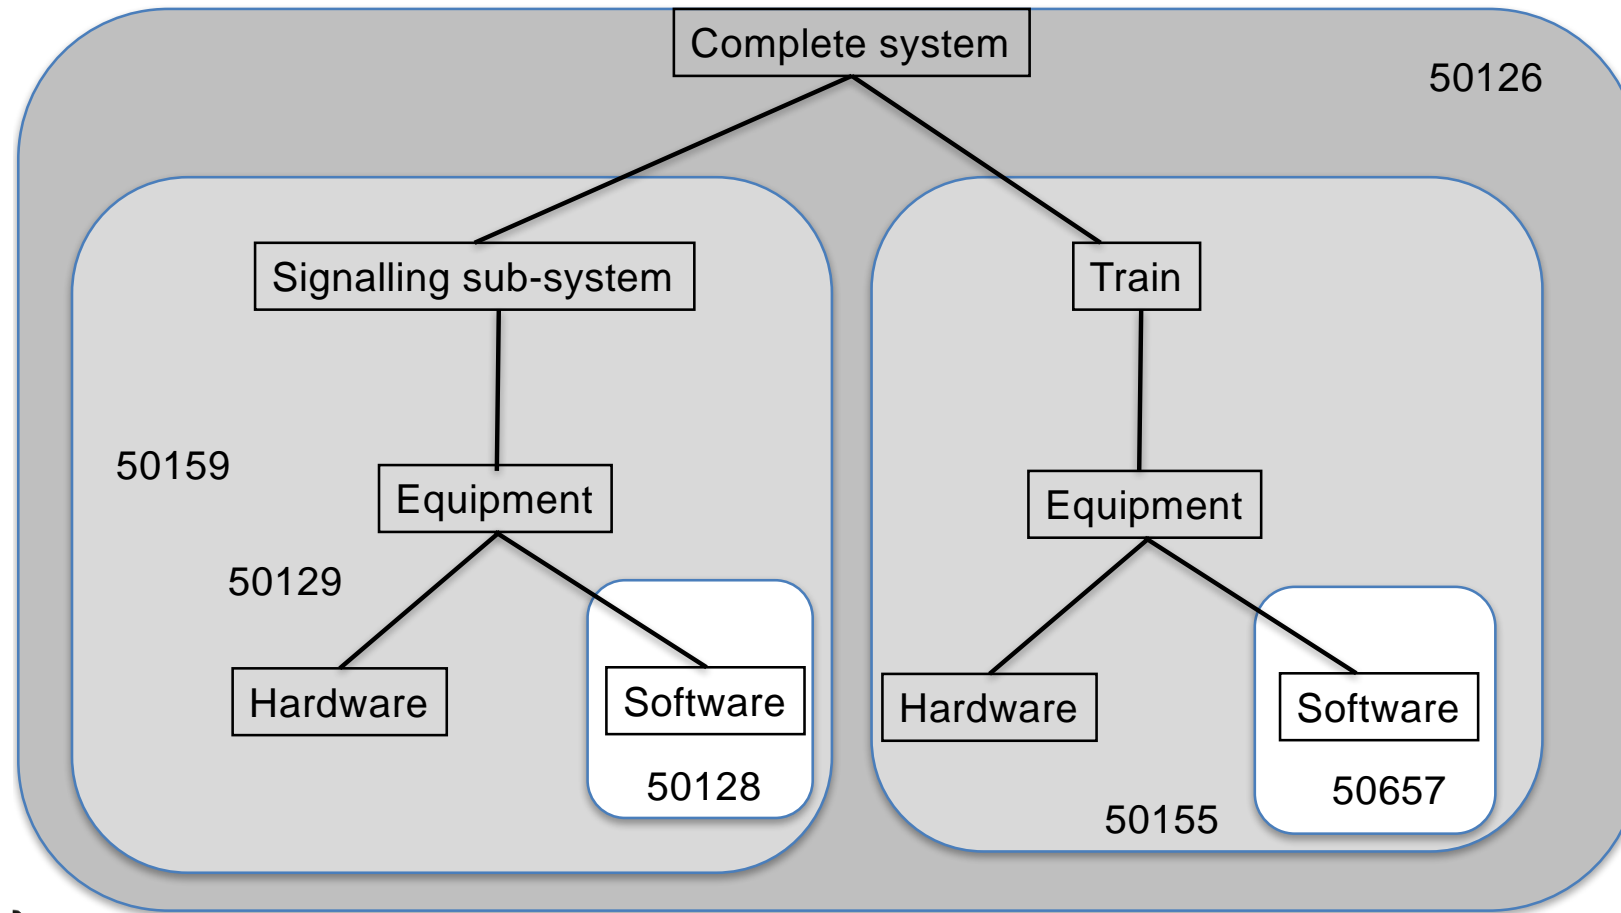 Complete system
50126
Signalling sub-system
Train
50159
Equipment
Equipment
50129
Hardware
Software
Hardware
Software
50128
50657
50155